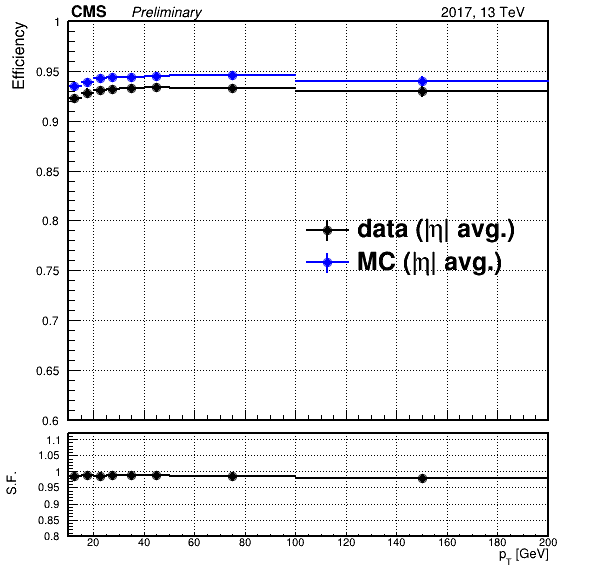 CMS Preliminary 2017, 13 TeV
Efficiency
1
0.95
0.9
0.85
0.8
0.75
0.7
0.65
0.6
data (|η| avg.)
MC (|η| avg.)
S.F.
1.1
1.05
1
0.95
0.9
0.85
0.8
20 40 60 80 100 120 140 160 180 200
p_T [GeV]